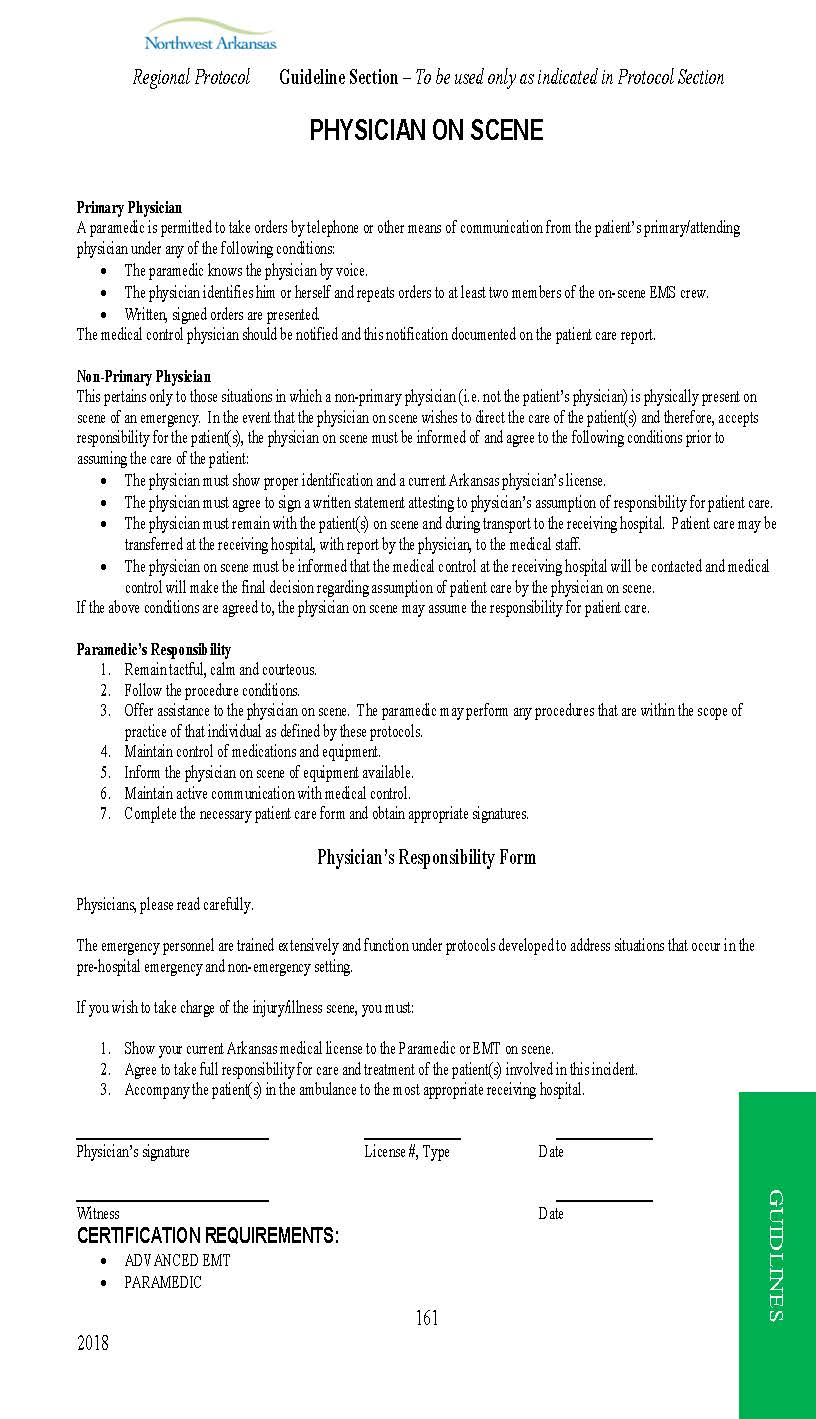 Northwest Arkansas
Regional Protocol Guideline Section – To be used only as indicated in Protocol Section
PHYSICIAN ON SCENE
Primary Physician
A paramedic is permitted to take orders by telephone or other means of communication from the patient's primary/attending
physician under any of the following conditions:
• The paramedic knows the physician by voice.
• The physician identifies him or herself and repeats orders to at least two members of the on-scene EMS crew.
• Written, signed orders are presented.
The medical control physician should be notified and this notification documented on the patient care report.
Non-Primary Physician
This pertains only to those situations in which a non-primary physician (i.e. not the patient's physician) is physically present on
scene of an emergency. In the event that the physician on scene wishes to direct the care of the patient(s) and therefore, accepts
responsibility for the patient(s), the physician on scene must be informed of and agree to the following conditions prior to
assuming the care of the patient:
• The physician must show proper identification and a current Arkansas physician's license.
• The physician must agree to sign a written statement attesting to physician's assumption of responsibility for patient care.
• The physician must remain with the patient(s) on scene and during transport to the receiving hospital. Patient care may be
transferred at the receiving hospital, with report by the physician, to the medical staff.
• The physician on scene must be informed that the medical control at the receiving hospital will be contacted and medical
control will make the final decision regarding assumption of patient care by the physician on scene.
If the above conditions are agreed to, the physician on scene may assume the responsibility for patient care.
Paramedic's Responsibility
1. Remain tactful, calm and courteous.
2. Follow the procedure conditions.
3. Offer assistance to the physician on scene. The paramedic may perform any procedures that are within the scope of
practice of that individual as defined by these protocols.
4. Maintain control of medications and equipment.
5. Inform the physician on scene of equipment available.
6. Maintain active communication with medical control.
7. Complete the necessary patient care form and obtain appropriate signatures.
Physician's Responsibility Form
Physicians, please read carefully.
The emergency personnel are trained extensively and function under protocols developed to address situations that occur in the
pre-hospital emergency and non-emergency setting.
If you wish to take charge of the injury/illness scene, you must:
1. Show your current Arkansas medical license to the Paramedic or EMT on scene.
2. Agree to take full responsibility for care and treatment of the patient(s) involved in this incident.
3. Accompany the patient(s) in the ambulance to the most appropriate receiving hospital.
Physician's signature License #, Type Date
Witness Date
CERTIFICATION REQUIREMENTS:
• ADVANCED EMT
• PARAMEDIC
161
2018
GUIDLINES